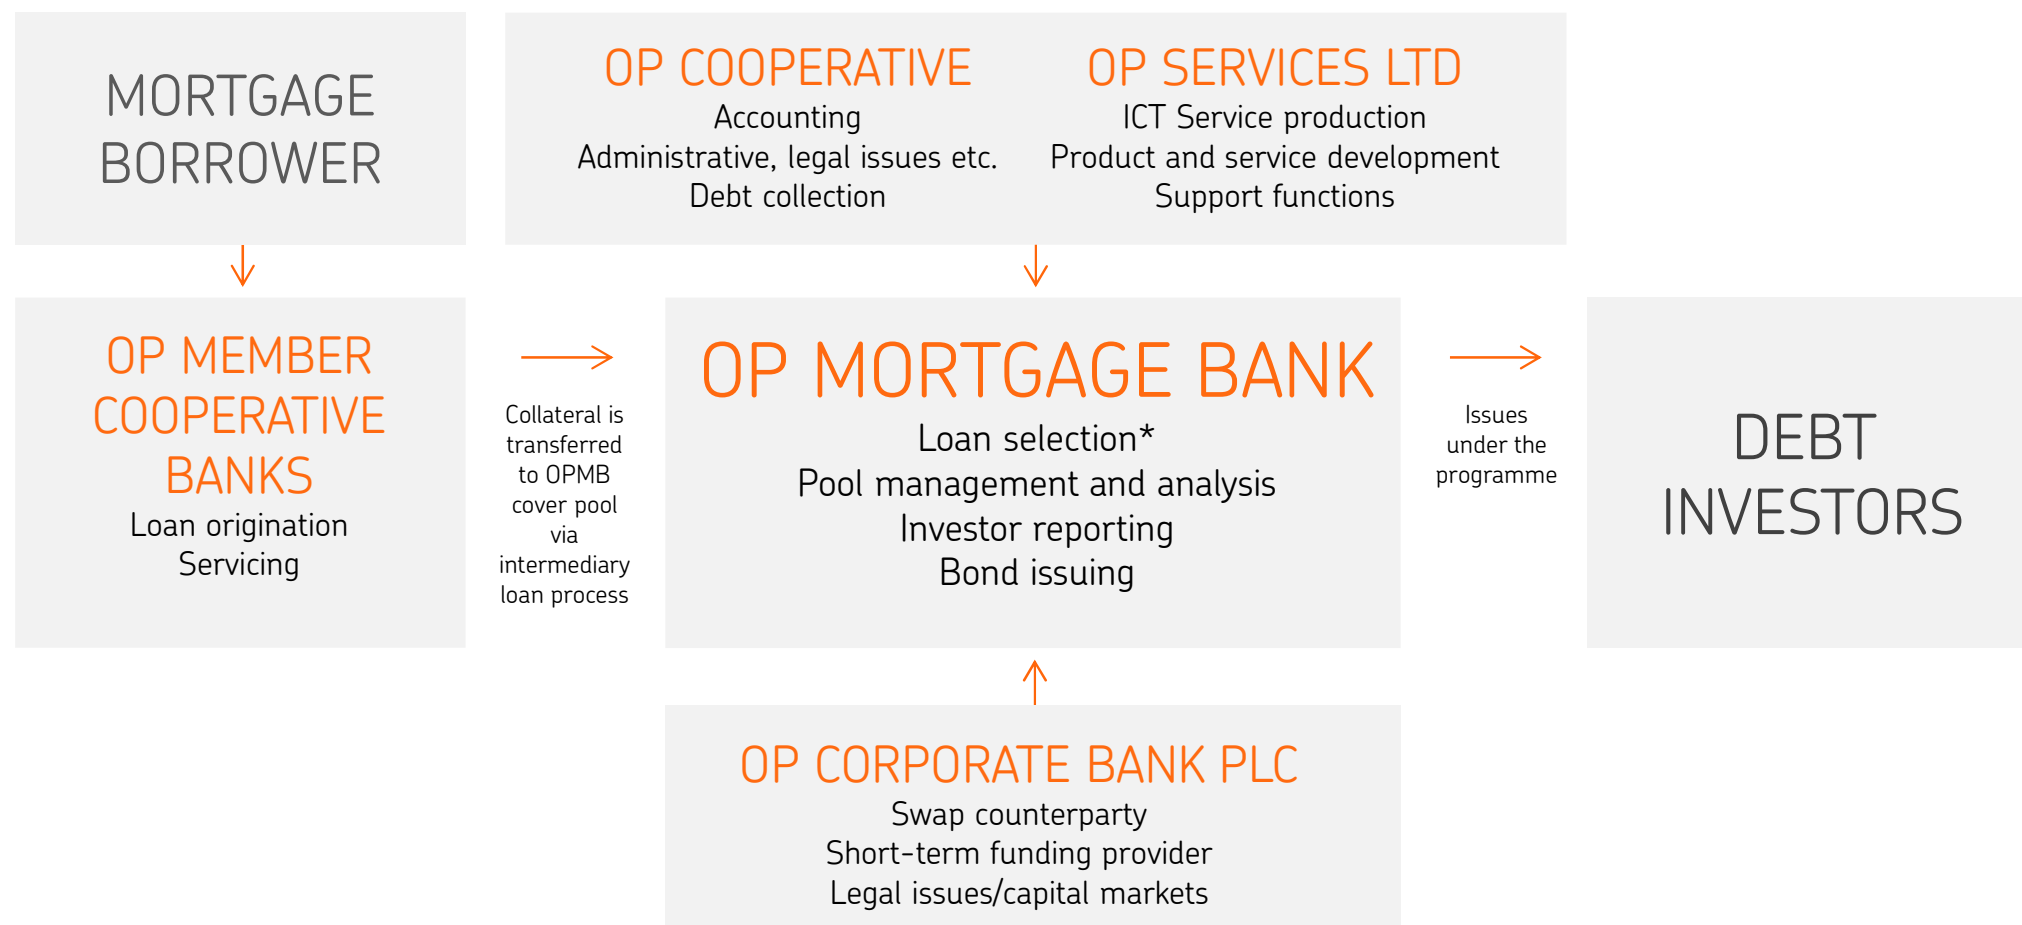 MORTGAGE
BORROWER
OP COOPERATIVE
Accounting
Administrative, legal issues etc.
Debt collection
OP SERVICES LTD
ICT Service production
Product and service development
Support functions
OP MEMBER
COOPERATIVE
BANKS
Loan origination
Servicing
Collateral is
transferred
to OPMB
cover pool
via
intermediary
loan process
OP MORTGAGE BANK
Loan selection*
Pool management and analysis
Investor reporting
Bond issuing
Issues
under the
programme
DEBT
INVESTORS
OP CORPORATE BANK PLC
Swap counterparty
Short-term funding provider
Legal issues/capital markets